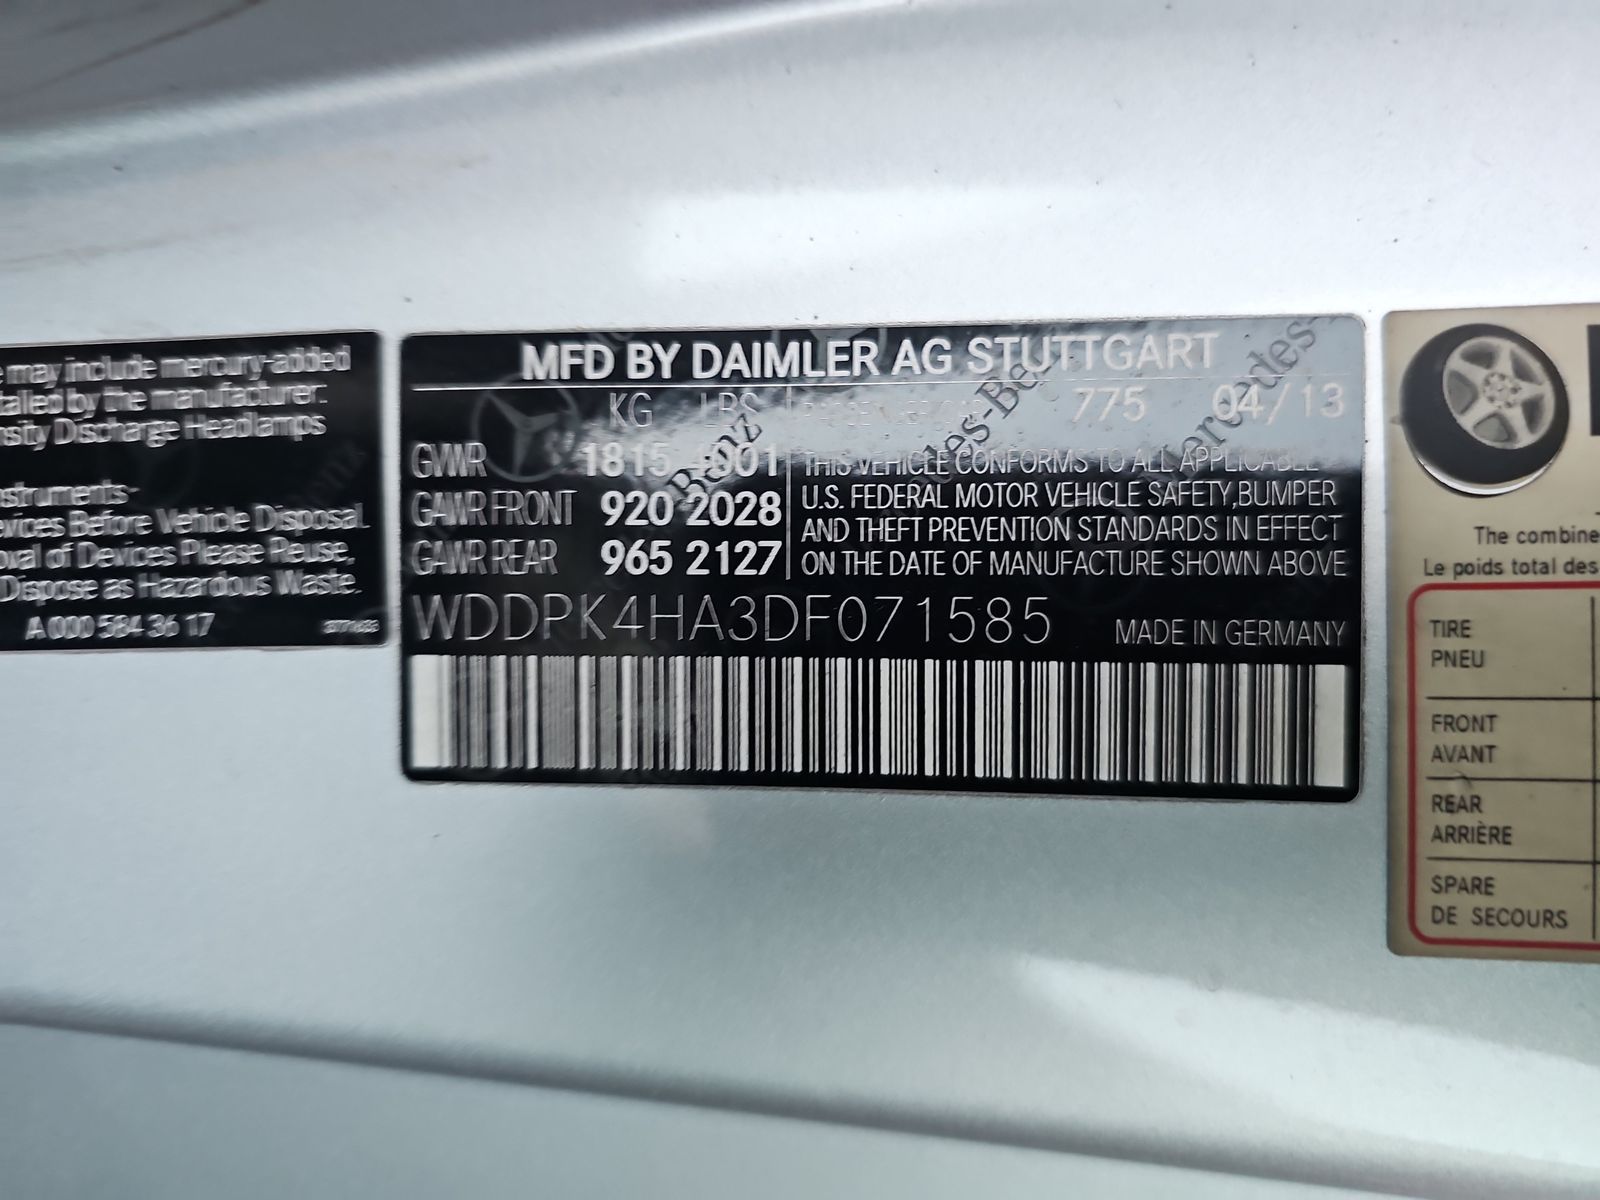 e may include mercury-added
talled by the manufacturer:
nsity Discharge Headlamps
nstruments-
evices Before Vehicle Disposal.
oval of Devices Please Reuse,
Dispose as Hazardous Waste.
A 000 584 36 17
MFD BY DAIMLER AG STUTTGART
KG LBS PASSENGER CAR 775 04/13
GVWR 1815 4001
GAWR FRONT 920 2028
GAWR REAR 965 2127
THIS VEHICLE CONFORMS TO ALL APPLICABLE
U.S. FEDERAL MOTOR VEHICLE SAFETY,BUMPER
AND THEFT PREVENTION STANDARDS IN EFFECT
ON THE DATE OF MANUFACTURE SHOWN ABOVE
WDDPK4HA3DF071585 MADE IN GERMANY
The combine
Le poids total des
TIRE
PNEU
FRONT
AVANT
REAR
ARRIÈRE
SPARE
DE SECOURS